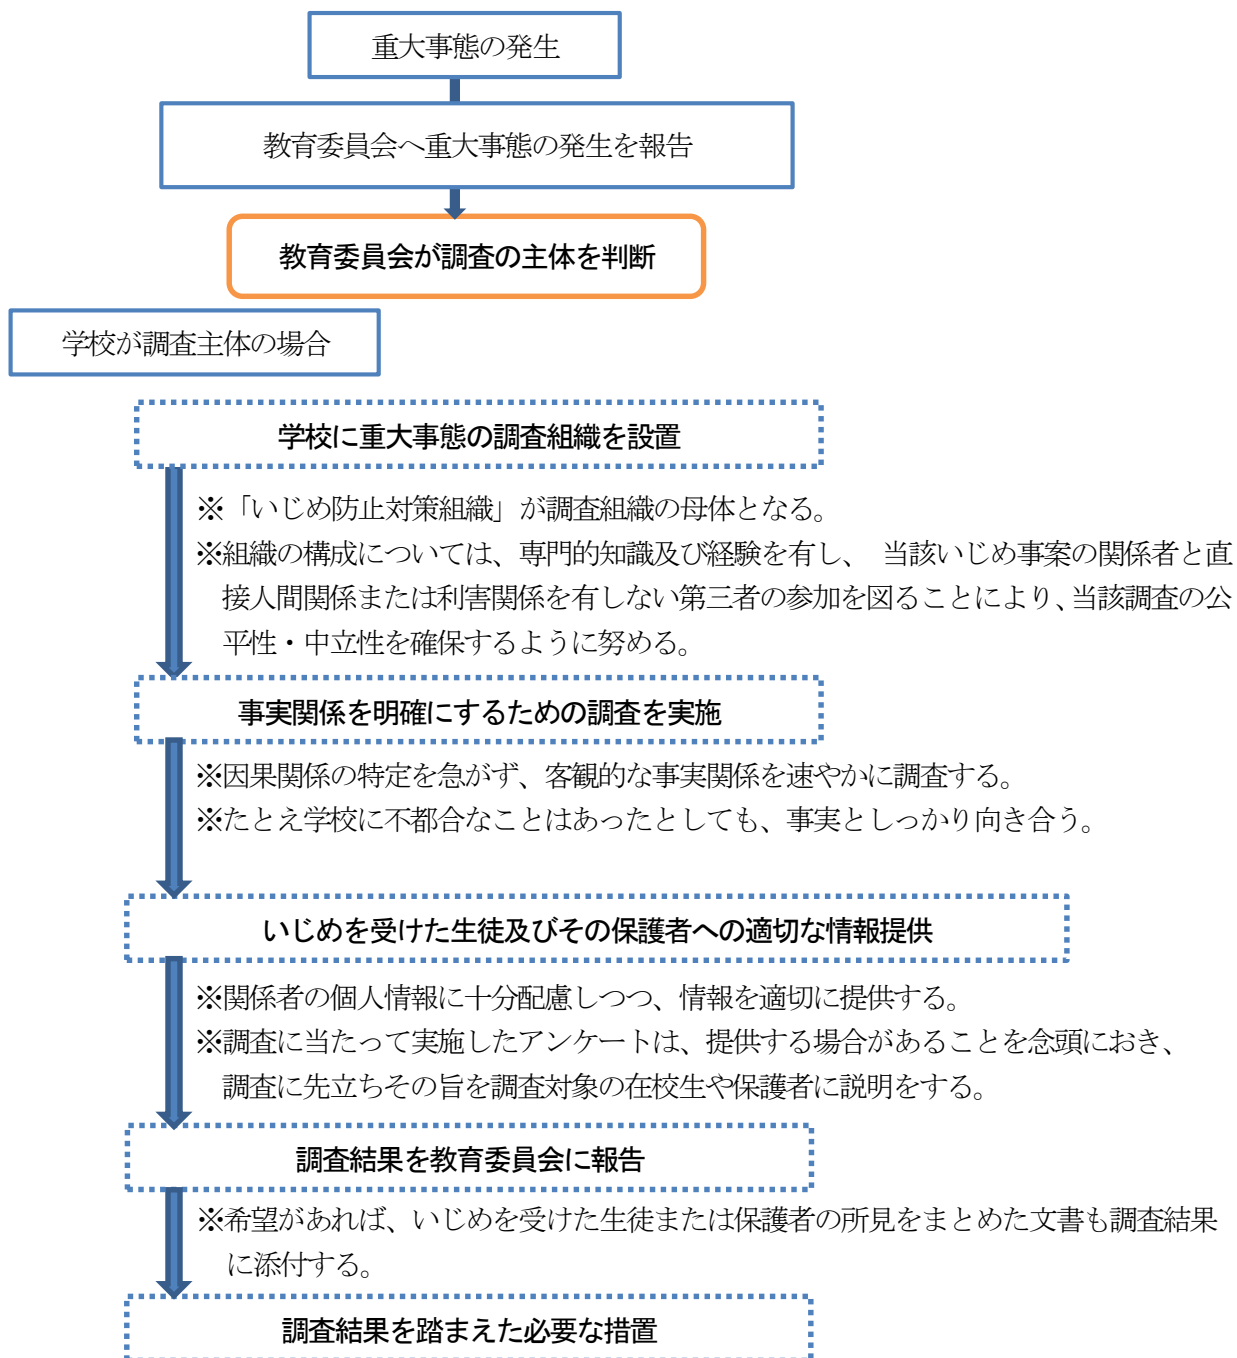 重大事態の発生
教育委員会へ重大事態の発生を報告
教育委員会が調査の主体を判断
学校が調査主体の場合
学校に重大事態の調査組織を設置
※「いじめ防止対策組織」が調査組織の母体となる。
※組織の構成については、専門的知識及び経験を有し、 当該いじめ事案の関係者と直
接人間関係または利害関係を有しない第三者の参加を図ることにより、当該調査の公
平性・中立性を確保するように努める。
事実関係を明確にするための調査を実施
※因果関係の特定を急がず、客観的な事実関係を速やかに調査する。
※たとえ学校に不都合なことはあったとしても、事実としっかり向き合う。
いじめを受けた生徒及びその保護者への適切な情報提供
※関係者の個人情報に十分配慮しつつ、情報を適切に提供する。
※調査に当たって実施したアンケートは、提供する場合があることを念頭におき、
調査に先立ちその旨を調査対象の在校生や保護者に説明をする。
調査結果を教育委員会に報告
※希望があれば、いじめを受けた生徒または保護者の所見をまとめた文書も調査結果
に添付する。
調査結果を踏まえた必要な措置